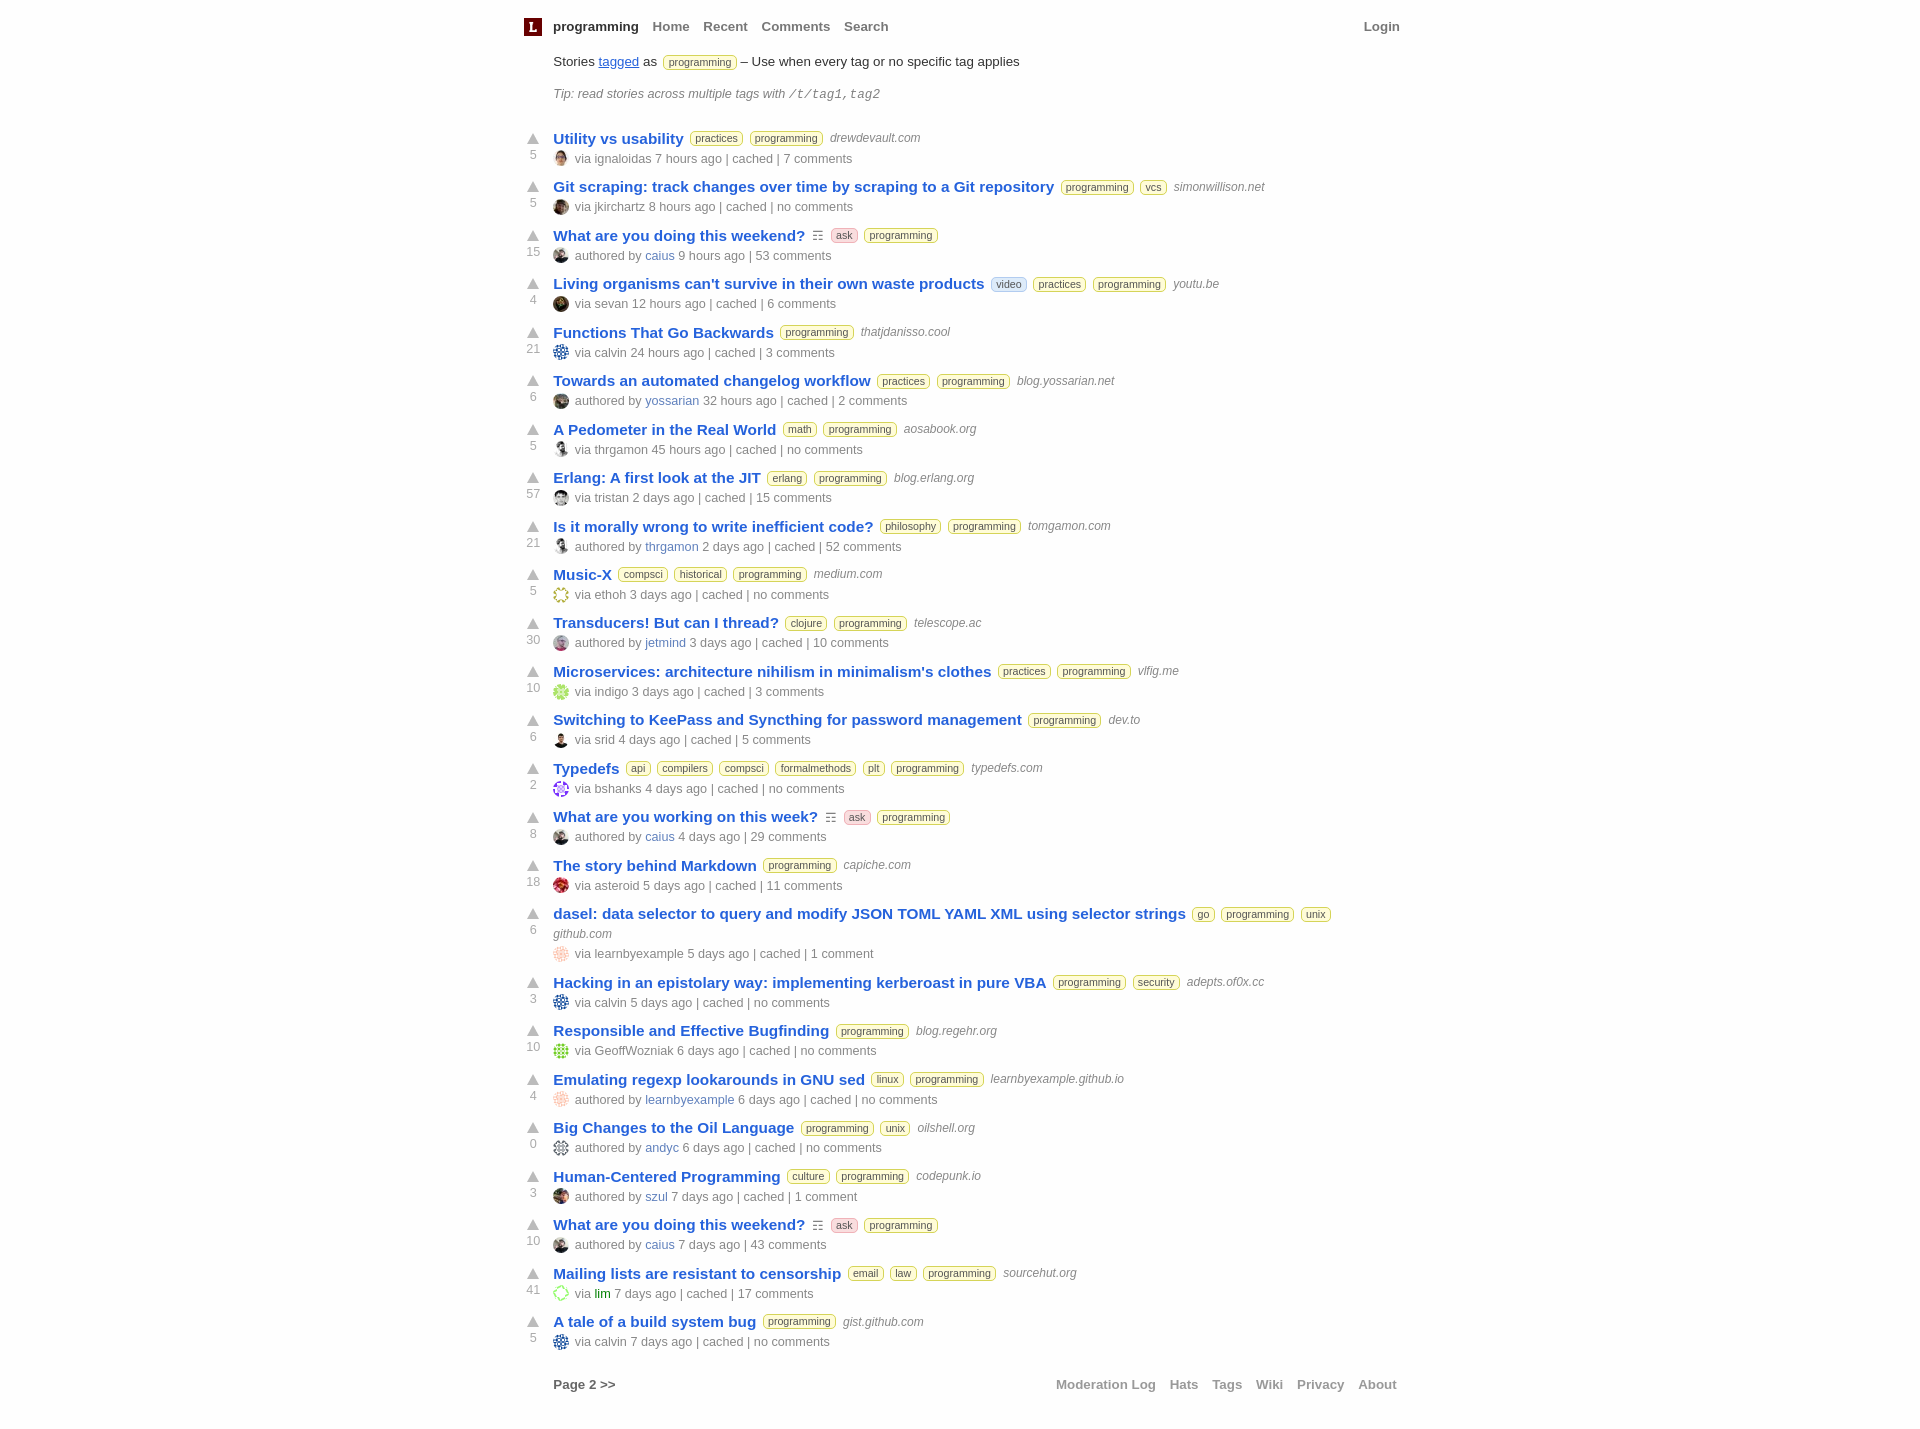 L programming Home Recent Comments Search Login
Stories tagged as programming – Use when every tag or no specific tag applies
Tip: read stories across multiple tags with /t/tag1,tag2
Utility vs usability practices programming drewdevault.com
5 via ignaloidas 7 hours ago | cached | 7 comments
Git scraping: track changes over time by scraping to a Git repository programming vcs simonwillison.net
5 via jkirchartz 8 hours ago | cached | no comments
What are you doing this weekend? ☶ ask programming
15 authored by caius 9 hours ago | 53 comments
Living organisms can't survive in their own waste products video practices programming youtu.be
4 via sevan 12 hours ago | cached | 6 comments
Functions That Go Backwards programming thatjdanisso.cool
21 via calvin 24 hours ago | cached | 3 comments
Towards an automated changelog workflow practices programming blog.yossarian.net
6 authored by yossarian 32 hours ago | cached | 2 comments
A Pedometer in the Real World math programming aosabook.org
5 via thrgamon 45 hours ago | cached | no comments
Erlang: A first look at the JIT erlang programming blog.erlang.org
57 via tristan 2 days ago | cached | 15 comments
Is it morally wrong to write inefficient code? philosophy programming tomgamon.com
21 authored by thrgamon 2 days ago | cached | 52 comments
Music-X compsci historical programming medium.com
5 via ethoh 3 days ago | cached | no comments
Transducers! But can I thread? clojure programming telescope.ac
30 authored by jetmind 3 days ago | cached | 10 comments
Microservices: architecture nihilism in minimalism's clothes practices programming vlfig.me
10 via indigo 3 days ago | cached | 3 comments
Switching to KeePass and Syncthing for password management programming dev.to
6 via srid 4 days ago | cached | 5 comments
Typedefs api compilers compsci formalmethods plt programming typedefs.com
2 via bshanks 4 days ago | cached | no comments
What are you working on this week? ☶ ask programming
8 authored by caius 4 days ago | 29 comments
The story behind Markdown programming capiche.com
18 via asteroid 5 days ago | cached | 11 comments
dasel: data selector to query and modify JSON TOML YAML XML using selector strings go programming unix
github.com
6 via learnbyexample 5 days ago | cached | 1 comment
Hacking in an epistolary way: implementing kerberoast in pure VBA programming security adepts.of0x.cc
3 via calvin 5 days ago | cached | no comments
Responsible and Effective Bugfinding programming blog.regehr.org
10 via GeoffWozniak 6 days ago | cached | no comments
Emulating regexp lookarounds in GNU sed linux programming learnbyexample.github.io
4 authored by learnbyexample 6 days ago | cached | no comments
Big Changes to the Oil Language programming unix oilshell.org
0 authored by andyc 6 days ago | cached | no comments
Human-Centered Programming culture programming codepunk.io
3 authored by szul 7 days ago | cached | 1 comment
What are you doing this weekend? ☶ ask programming
10 authored by caius 7 days ago | 43 comments
Mailing lists are resistant to censorship email law programming sourcehut.org
41 via lim 7 days ago | cached | 17 comments
A tale of a build system bug programming gist.github.com
5 via calvin 7 days ago | cached | no comments
Page 2 >> Moderation Log Hats Tags Wiki Privacy About